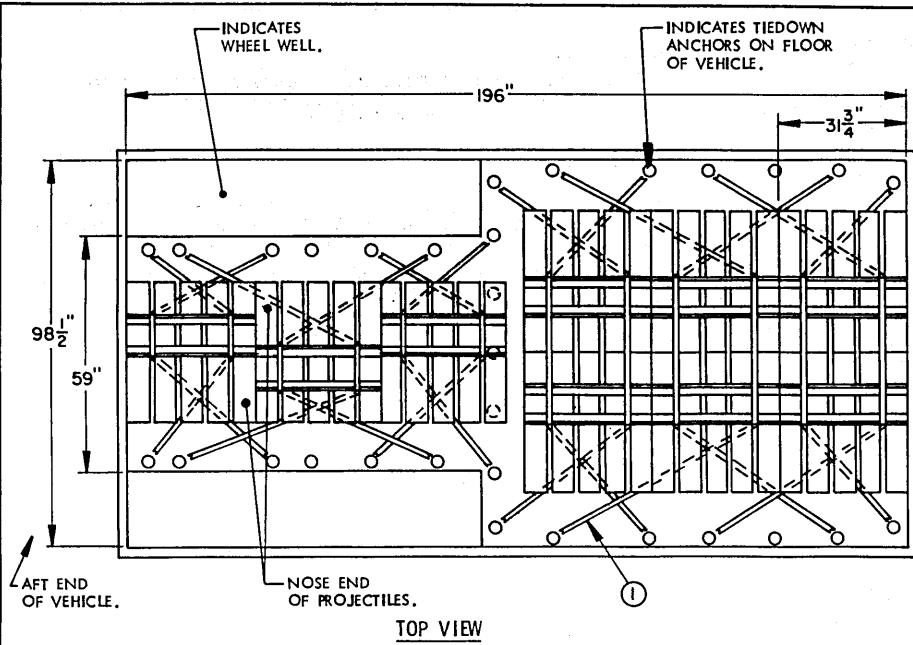 INDICATES
WHEEL WELL.
INDICATES TIEDOWN
ANCHORS ON FLOOR
OF VEHICLE.
196"
31 3/4"
98 1/2"
59"
AFT END
OF VEHICLE.
NOSE END
OF PROJECTILES.
1
TOP VIEW